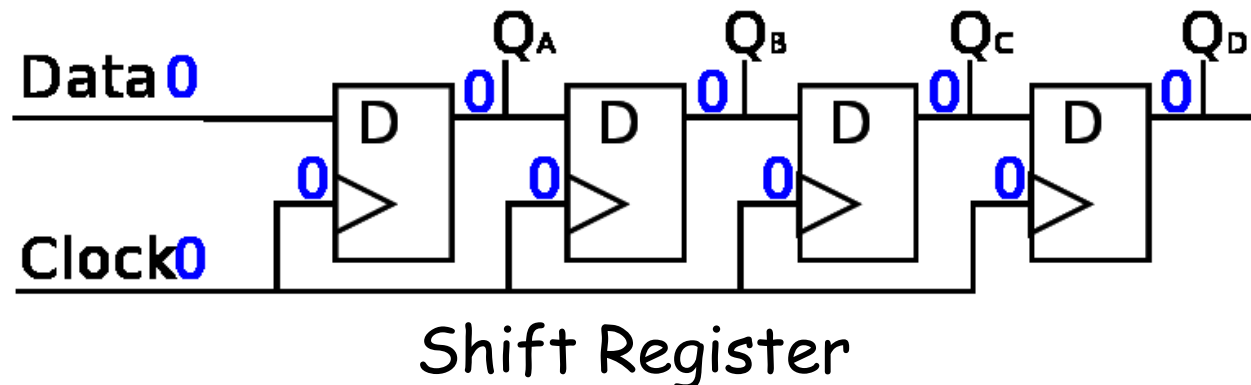 QA QB QC QD
Data 0 0 0 0 0
D D D D
0 0 0 0
Clock 0
Shift Register